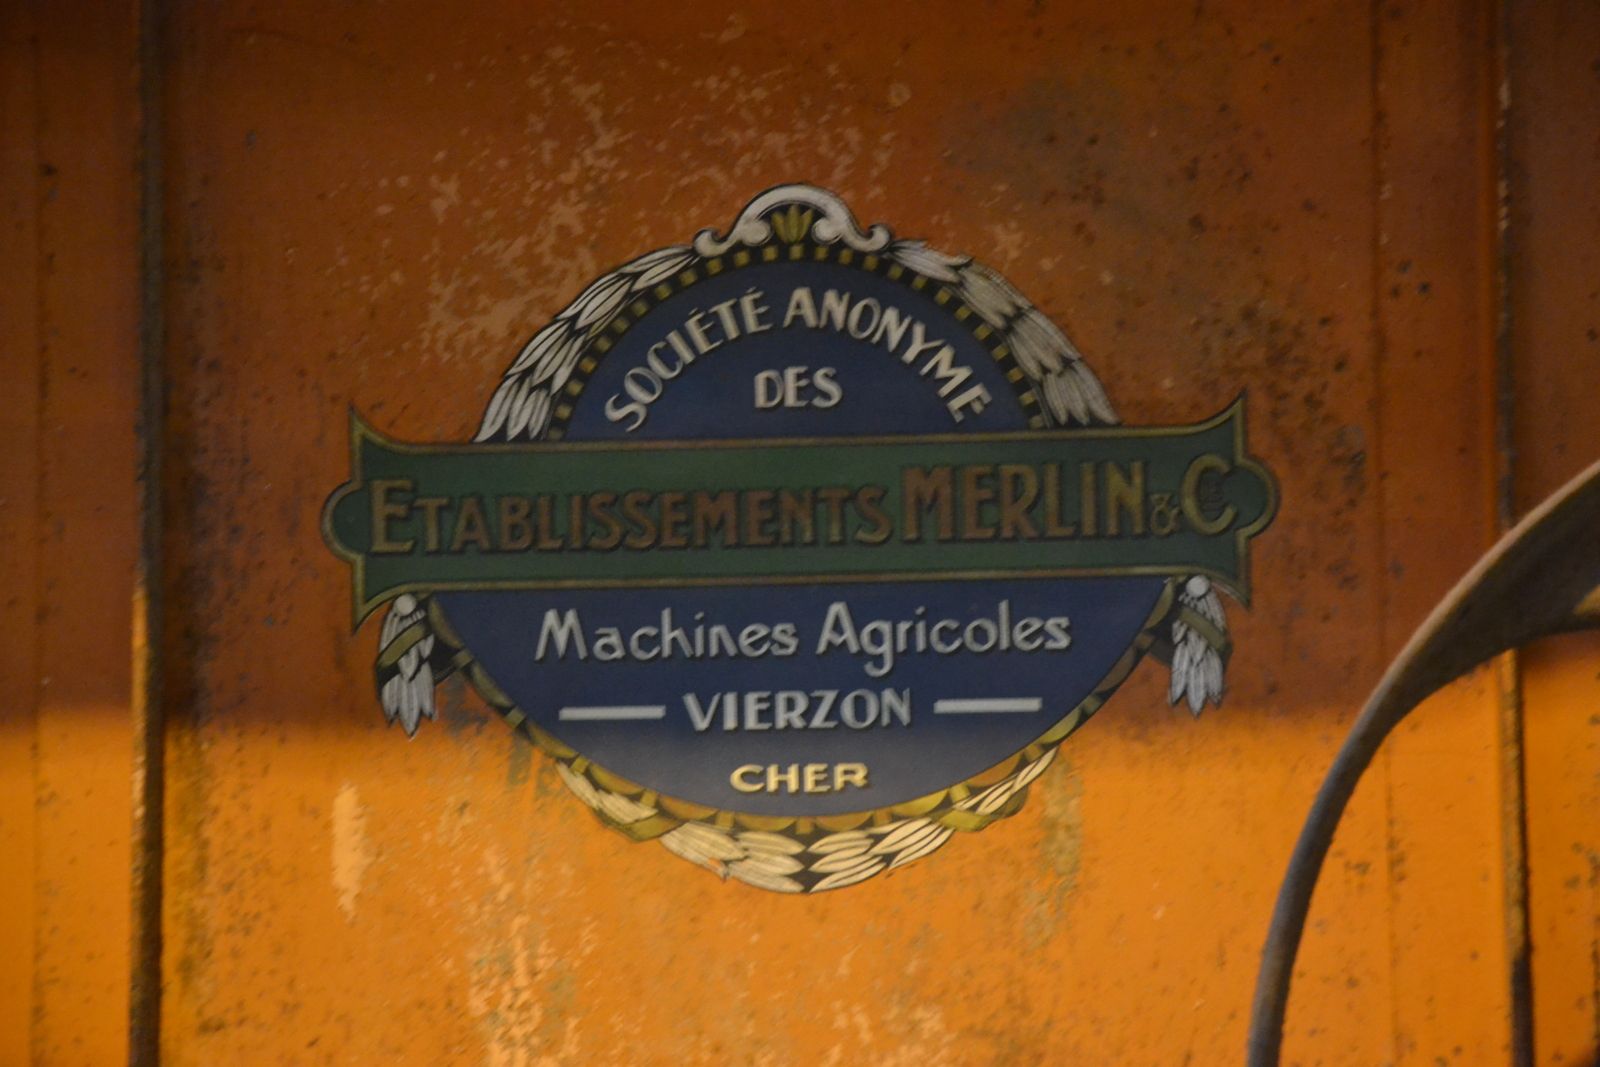 SOCIÉTÉ ANONYME
DES
ETABLISSEMENTS MERLIN & CIE
Machines Agricoles
VIERZON
CHER